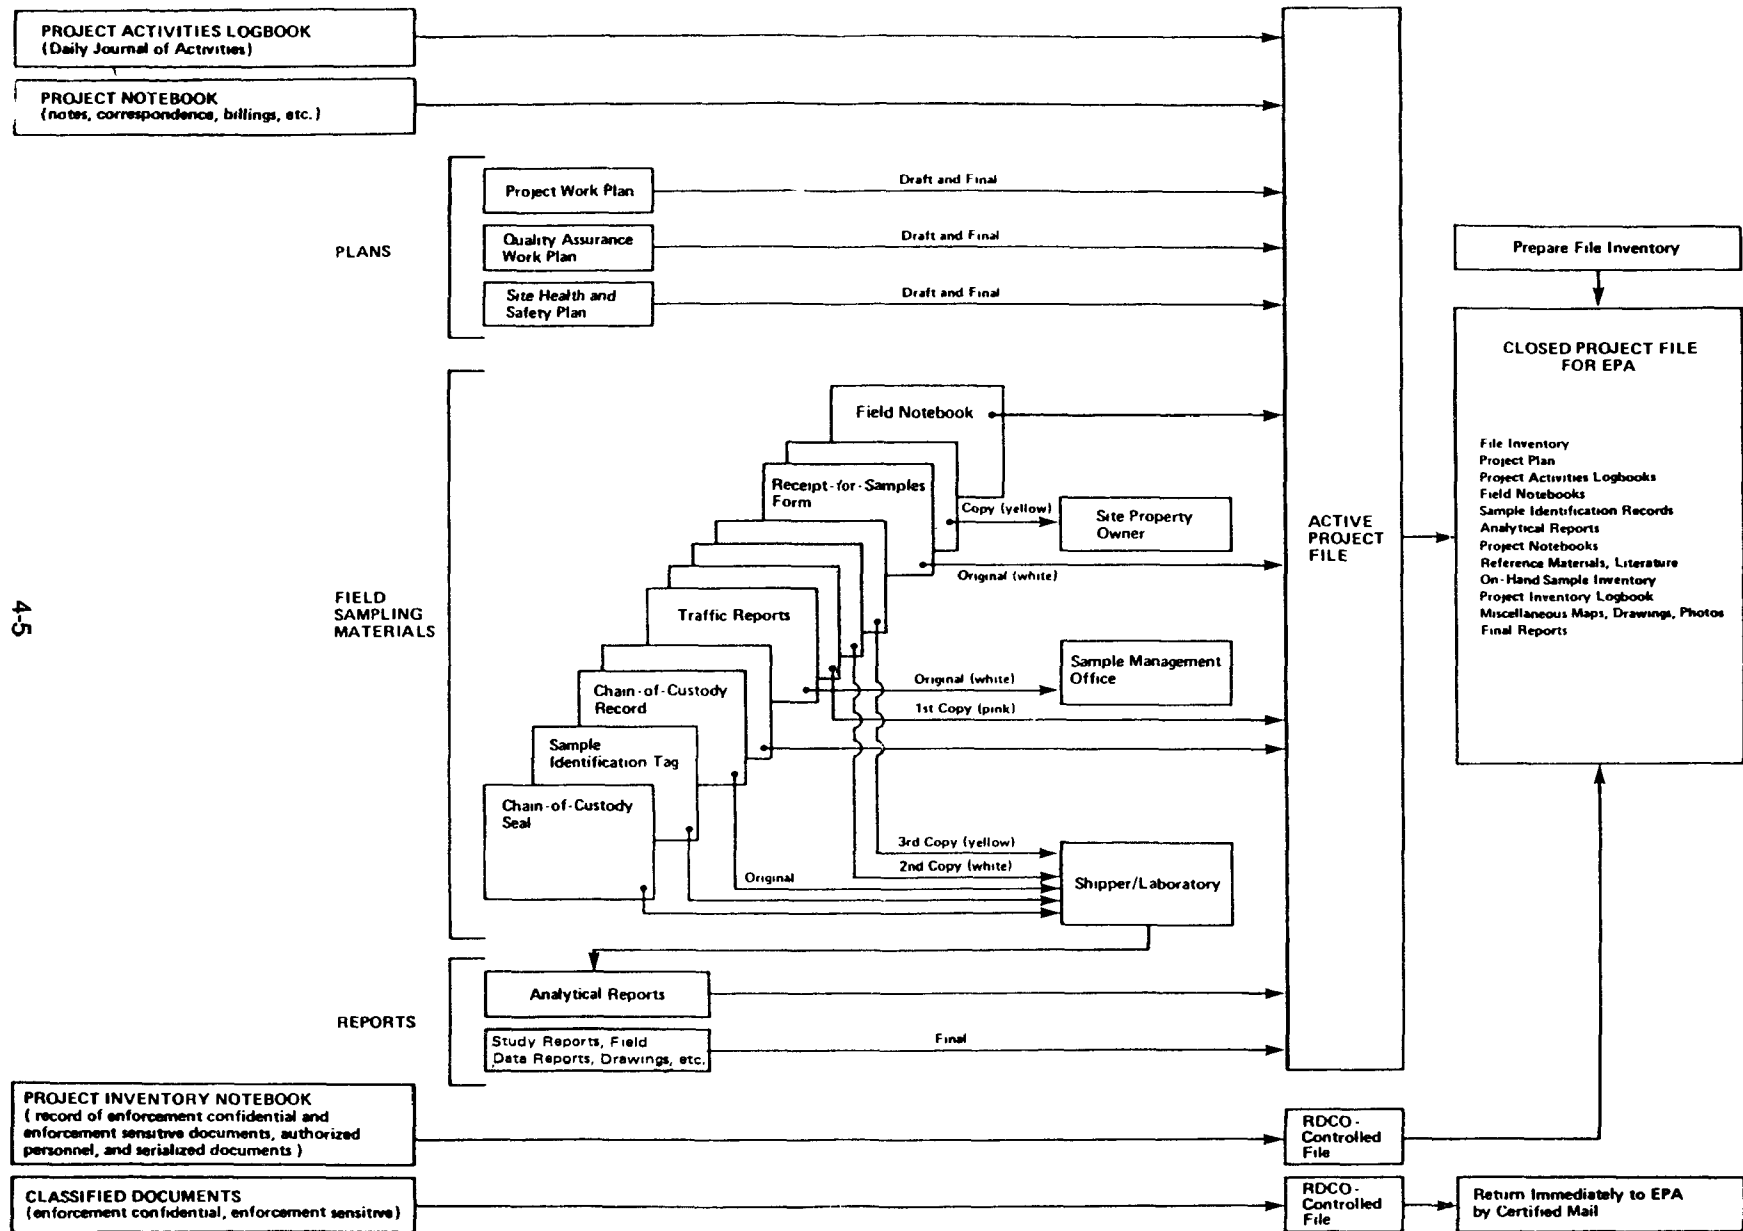 PROJECT ACTIVITIES LOGBOOK
(Daily Journal of Activities)
PROJECT NOTEBOOK
(notes, correspondence, billings, etc.)
PLANS
Project Work Plan
Draft and Final
Quality Assurance
Work Plan
Draft and Final
Site Health and
Safety Plan
Draft and Final
FIELD
SAMPLING
MATERIALS
Field Notebook
Receipt-for-Samples
Form
Copy (yellow)
Site Property
Owner
Original (white)
Traffic Reports
Original (white)
Sample Management
Office
1st Copy (pink)
Chain-of-Custody
Record
Sample
Identification Tag
Chain-of-Custody
Seal
3rd Copy (yellow)
2nd Copy (white)
Original
Shipper/Laboratory
REPORTS
Analytical Reports
Study Reports, Field
Data Reports, Drawings, etc.
Final
ACTIVE
PROJECT
FILE
Prepare File Inventory
CLOSED PROJECT FILE
FOR EPA
File Inventory
Project Plan
Project Activities Logbooks
Field Notebooks
Sample Identification Records
Analytical Reports
Project Notebooks
Reference Materials, Literature
On-Hand Sample Inventory
Project Inventory Logbook
Miscellaneous Maps, Drawings, Photos
Final Reports
PROJECT INVENTORY NOTEBOOK
( record of enforcement confidential and
enforcement sensitive documents, authorized
personnel, and serialized documents )
RDCO-
Controlled
File
CLASSIFIED DOCUMENTS
(enforcement confidential, enforcement sensitive)
RDCO-
Controlled
File
Return Immediately to EPA
by Certified Mail
4-5